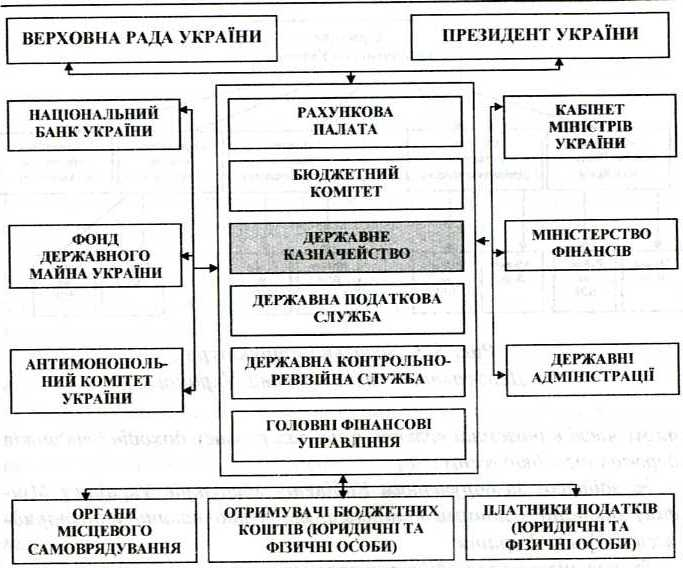 ВЕРХОВНА РАДА УКРАЇНИ
ПРЕЗИДЕНТ УКРАЇНИ
НАЦІОНАЛЬНИЙ
БАНК УКРАЇНИ
ФОНД
ДЕРЖАВНОГО
МАЙНА УКРАЇНИ
АНТИМОНОПОЛЬ-
НИЙ КОМІТЕТ
УКРАЇНИ
РАХУНКОВА
ПАЛАТА
БЮДЖЕТНИЙ
КОМІТЕТ
ДЕРЖАВНЕ
КАЗНАЧЕЙСТВО
ДЕРЖАВНА ПОДАТКОВА
СЛУЖБА
ДЕРЖАВНА КОНТРОЛЬНО-
РЕВІЗІЙНА СЛУЖБА
ГОЛОВНІ ФІНАНСОВІ
УПРАВЛІННЯ
КАБІНЕТ
МІНІСТРІВ
УКРАЇНИ
МІНІСТЕРСТВО
ФІНАНСІВ
ДЕРЖАВНІ
АДМІНІСТРАЦІЇ
ОРГАНИ
МІСЦЕВОГО
САМОВРЯДУВАННЯ
ОТРИМУВАЧІ БЮДЖЕТНИХ
КОШТІВ (ЮРИДИЧНІ ТА
ФІЗИЧНІ ОСОБИ)
ПЛАТНИКИ ПОДАТКІВ
(ЮРИДИЧНІ ТА
ФІЗИЧНІ ОСОБИ)